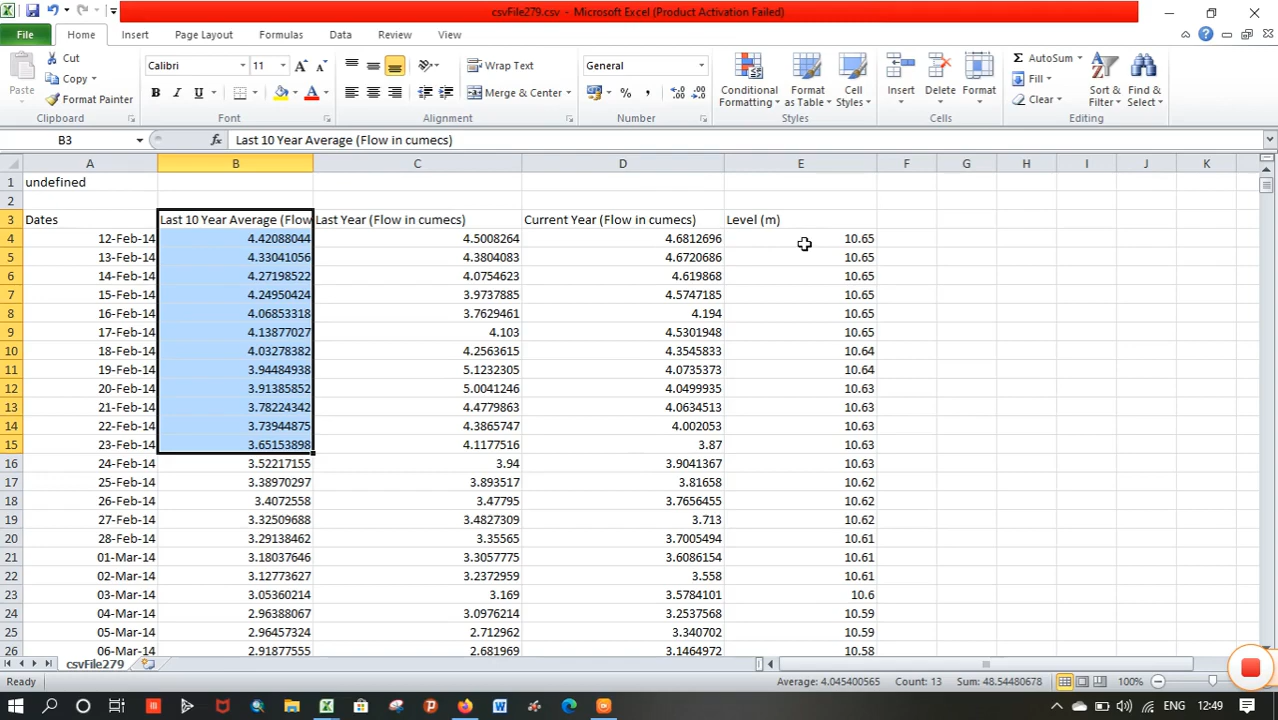 csvFile279.csv - Microsoft Excel (Product Activation Failed)
File Home Insert Page Layout Formulas Data Review View
Paste Cut Copy Format Painter Clipboard
Calibri 11 A A B I U A Font
Wrap Text Merge & Center Alignment
General % , .0 .00 Number
Conditional Formatting Format as Table Cell Styles Styles
Insert Delete Format Cells
Σ AutoSum Fill Clear Sort & Filter Find & Select Editing
B3 fx Last 10 Year Average (Flow in cumecs)
A B C D E F G H I J K
1 undefined
2
3 Dates Last 10 Year Average (Flow Last Year (Flow in cumecs) Current Year (Flow in cumecs) Level (m)
4 12-Feb-14 4.42088044 4.5008264 4.6812696 10.65
5 13-Feb-14 4.33041056 4.3804083 4.6720686 10.65
6 14-Feb-14 4.27198522 4.0754623 4.619868 10.65
7 15-Feb-14 4.24950424 3.9737885 4.5747185 10.65
8 16-Feb-14 4.06853318 3.7629461 4.194 10.65
9 17-Feb-14 4.13877027 4.103 4.5301948 10.65
10 18-Feb-14 4.03278382 4.2563615 4.3545833 10.64
11 19-Feb-14 3.94484938 5.1232305 4.0735373 10.64
12 20-Feb-14 3.91385852 5.0041246 4.0499935 10.63
13 21-Feb-14 3.78224342 4.4779863 4.0634513 10.63
14 22-Feb-14 3.73944875 4.3865747 4.002053 10.63
15 23-Feb-14 3.65153898 4.1177516 3.87 10.63
16 24-Feb-14 3.52217155 3.94 3.9041367 10.63
17 25-Feb-14 3.38970297 3.893517 3.81658 10.62
18 26-Feb-14 3.4072558 3.47795 3.7656455 10.62
19 27-Feb-14 3.32509688 3.4827309 3.713 10.62
20 28-Feb-14 3.29138462 3.35565 3.7005494 10.61
21 01-Mar-14 3.18037646 3.3057775 3.6086154 10.61
22 02-Mar-14 3.12773627 3.2372959 3.558 10.61
23 03-Mar-14 3.05360214 3.169 3.5784101 10.6
24 04-Mar-14 2.96388067 3.0976214 3.2537568 10.59
25 05-Mar-14 2.96457324 2.712962 3.340702 10.59
26 06-Mar-14 2.91877555 2.681969 3.1464972 10.58
csvFile279
Ready Average: 4.045400565 Count: 13 Sum: 48.54480678 100%
ENG 12:49